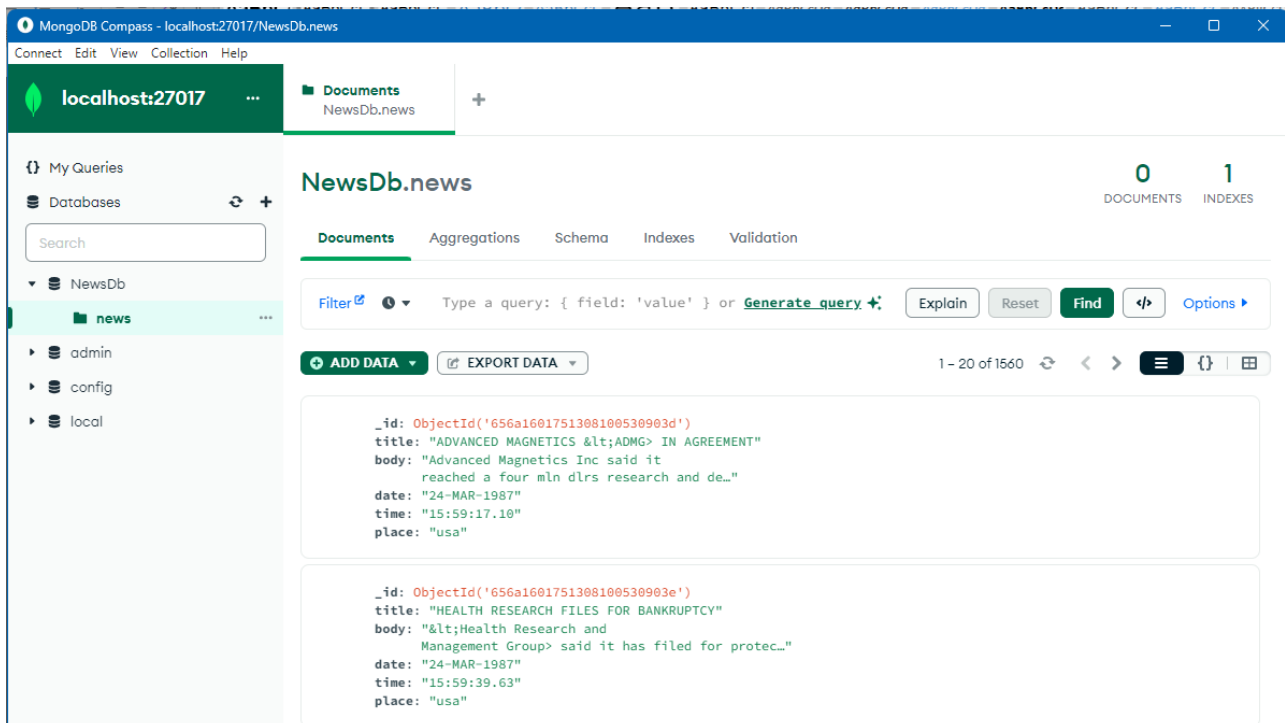 MongoDB Compass - localhost:27017/NewsDb.news
Connect Edit View Collection Help
localhost:27017 ...
Documents
NewsDb.news
+
{} My Queries
Databases
+
Search
NewsDb
news ...
admin
config
local
NewsDb.news
0
DOCUMENTS
1
INDEXES
Documents Aggregations Schema Indexes Validation
Filter Type a query: { field: 'value' } or Generate query Explain Reset Find </> Options
ADD DATA EXPORT DATA 1 – 20 of 1560 < > {}
_id: ObjectId('656a1601751308100530903d')
title: "ADVANCED MAGNETICS &lt;ADMG> IN AGREEMENT"
body: "Advanced Magnetics Inc said it
reached a four mln dlrs research and de…"
date: "24-MAR-1987"
time: "15:59:17.10"
place: "usa"
_id: ObjectId('656a1601751308100530903e')
title: "HEALTH RESEARCH FILES FOR BANKRUPTCY"
body: "&lt;Health Research and
Management Group> said it has filed for protec…"
date: "24-MAR-1987"
time: "15:59:39.63"
place: "usa"